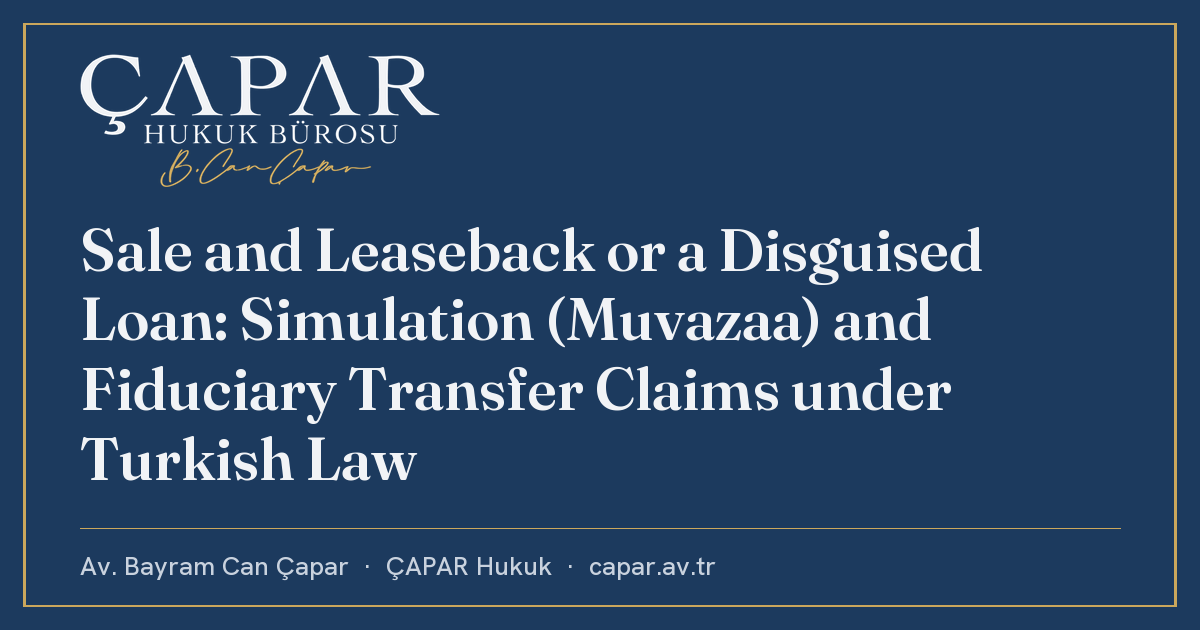 ÇAPAR
HUKUK BÜROSU
B.Can Çapar
Sale and Leaseback or a Disguised
Loan: Simulation (Muvazaa) and
Fiduciary Transfer Claims under
Turkish Law
Av. Bayram Can Çapar · ÇAPAR Hukuk · capar.av.tr